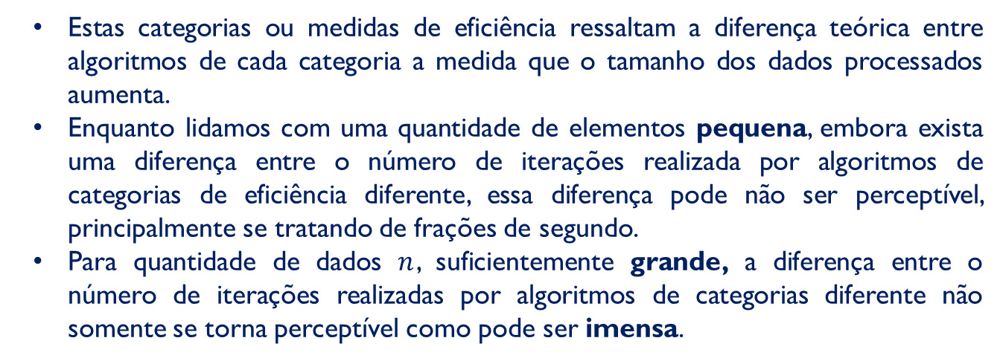 • Estas categorias ou medidas de eficiência ressaltam a diferença teórica entre
algoritmos de cada categoria a medida que o tamanho dos dados processados
aumenta.
• Enquanto lidamos com uma quantidade de elementos pequena, embora exista
uma diferença entre o número de iterações realizada por algoritmos de
categorias de eficiência diferente, essa diferença pode não ser perceptível,
principalmente se tratando de frações de segundo.
• Para quantidade de dados n, suficientemente grande, a diferença entre o
número de iterações realizadas por algoritmos de categorias diferente não
somente se torna perceptível como pode ser imensa.